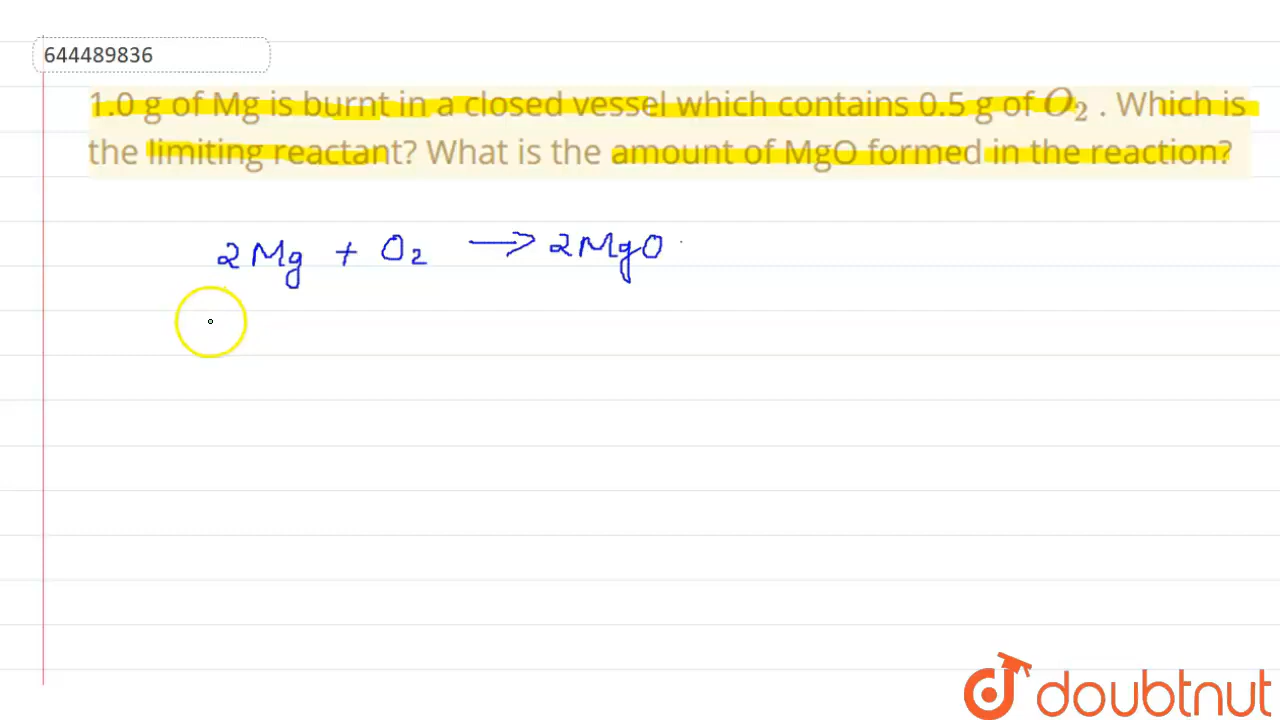 644489836
1.0 g of Mg is burnt in a closed vessel which contains 0.5 g of O₂ . Which is
the limiting reactant? What is the amount of MgO formed in the reaction?
2Mg + O₂ → 2MgO
doubtnut